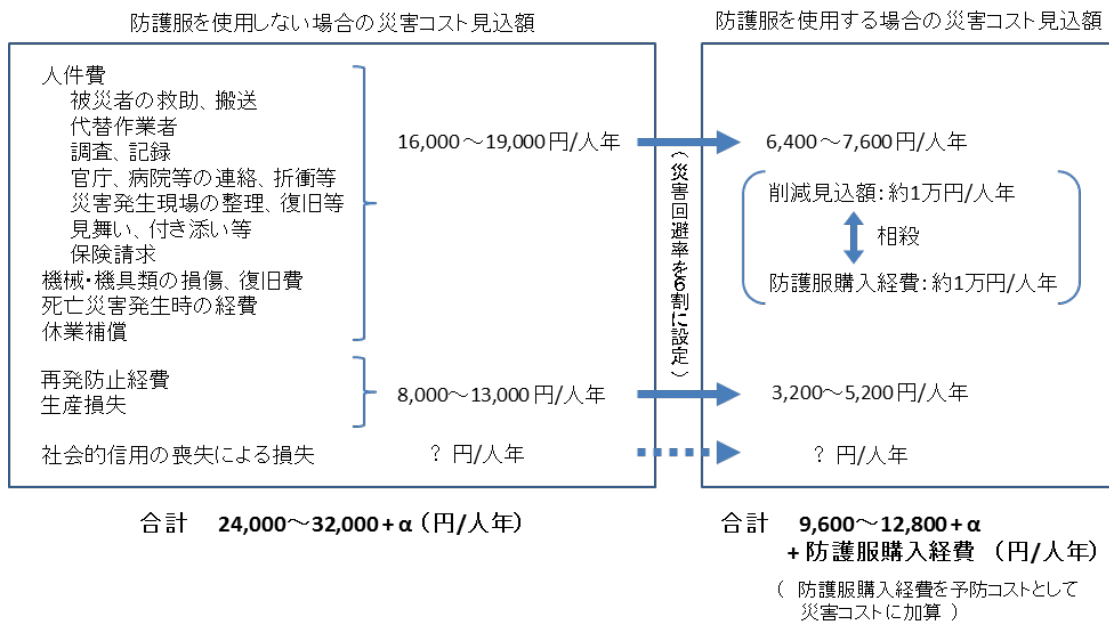 防護服を使用しない場合の災害コスト見込額
人件費
被災者の救助、搬送
代替作業者
調査、記録
官庁、病院等の連絡、折衝等
災害発生現場の整理、復旧等
見舞い、付き添い等
保険請求
機械・機具類の損傷、復旧費
死亡災害発生時の経費
休業補償
16,000～19,000円/人年
再発防止経費
生産損失
8,000～13,000円/人年
社会的信用の喪失による損失
? 円/人年
合計 24,000～32,000+α（円/人年）
（災害回避率を6割に設定）
防護服を使用する場合の災害コスト見込額
6,400～7,600円/人年
削減見込額:約1万円/人年
相殺
防護服購入経費:約1万円/人年
3,200～5,200円/人年
? 円/人年
合計 9,600～12,800+α
+防護服購入経費 （円/人年）
（ 防護服購入経費を予防コストとして
災害コストに加算 ）